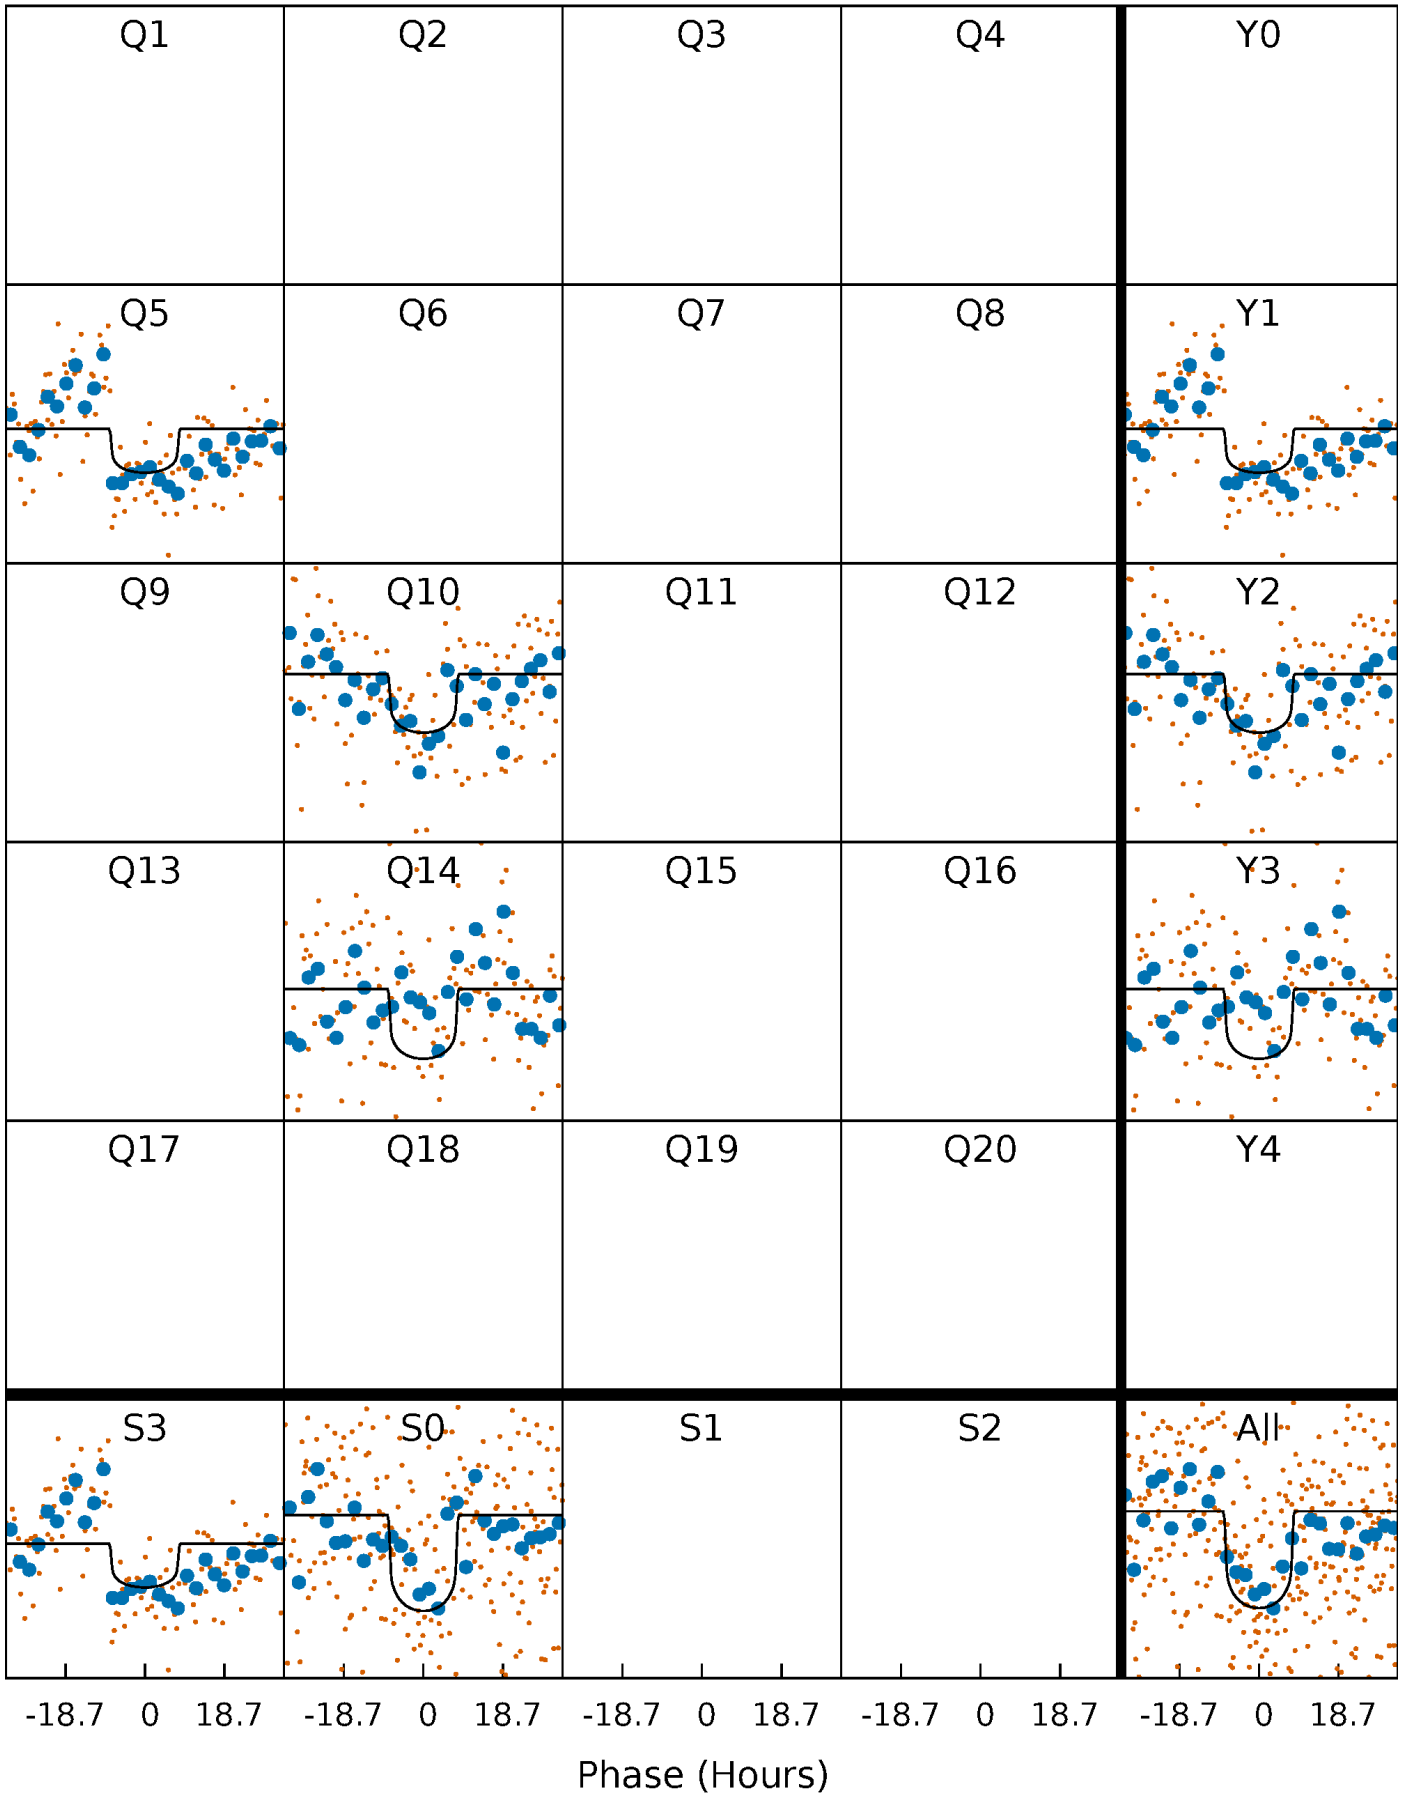 Q1 Q2 Q3 Q4 Y0
Q5 Q6 Q7 Q8 Y1
Q9 Q10 Q11 Q12 Y2
Q13 Q14 Q15 Q16 Y3
Q17 Q18 Q19 Q20 Y4
S3 S0 S1 S2 All
-18.7 0 18.7 -18.7 0 18.7 -18.7 0 18.7 -18.7 0 18.7 -18.7 0 18.7
Phase (Hours)